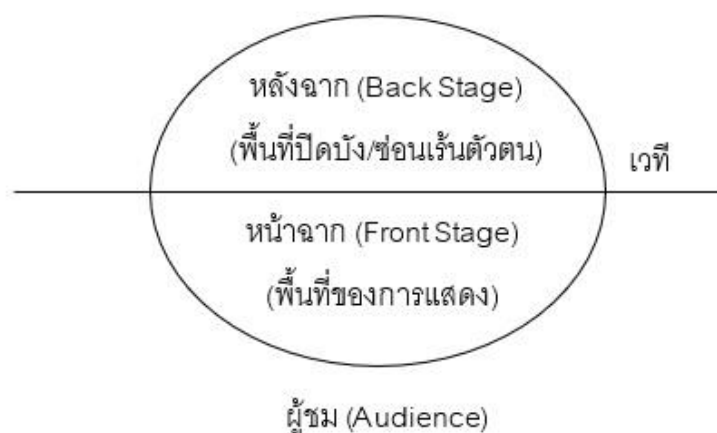 หลังฉาก (Back Stage)
(พื้นที่ปิดบัง/ซ่อนเร้นตัวตน)
เวที
หน้าฉาก (Front Stage)
(พื้นที่ของการแสดง)
ผู้ชม (Audience)